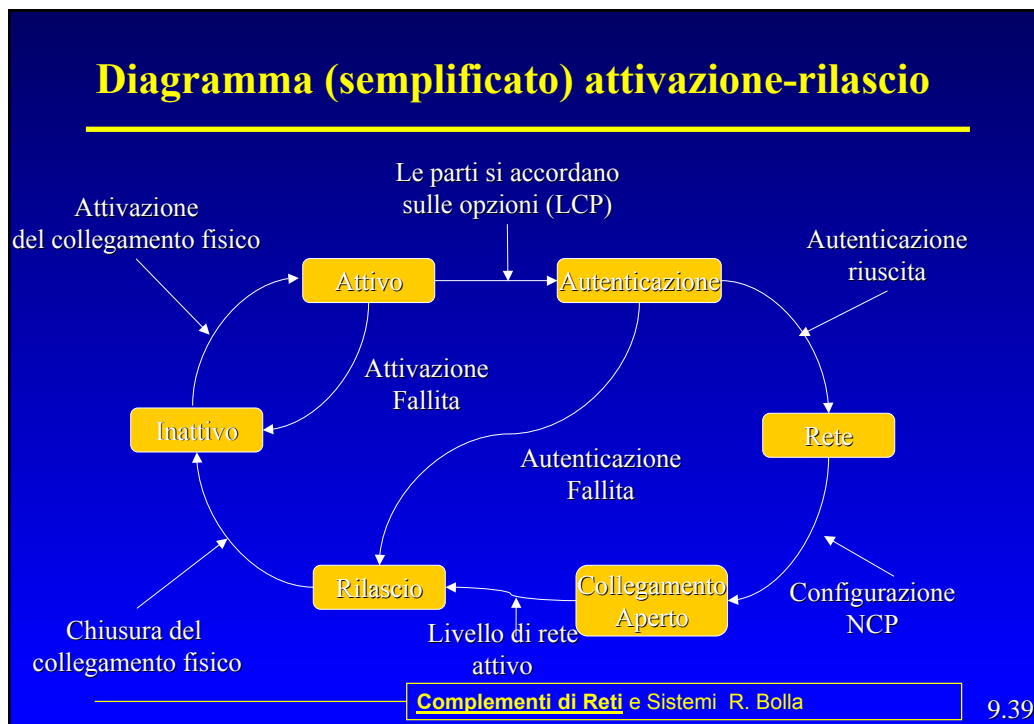 Diagramma (semplificato) attivazione-rilascio
Le parti si accordano
sulle opzioni (LCP)
Attivazione
del collegamento fisico
Autenticazione
riuscita
Attivo
Autenticazione
Attivazione
Fallita
Inattivo
Rete
Autenticazione
Fallita
Rilascio
Collegamento
Aperto
Configurazione
NCP
Chiusura del
collegamento fisico
Livello di rete
attivo
Complementi di Reti e Sistemi R. Bolla
9.39